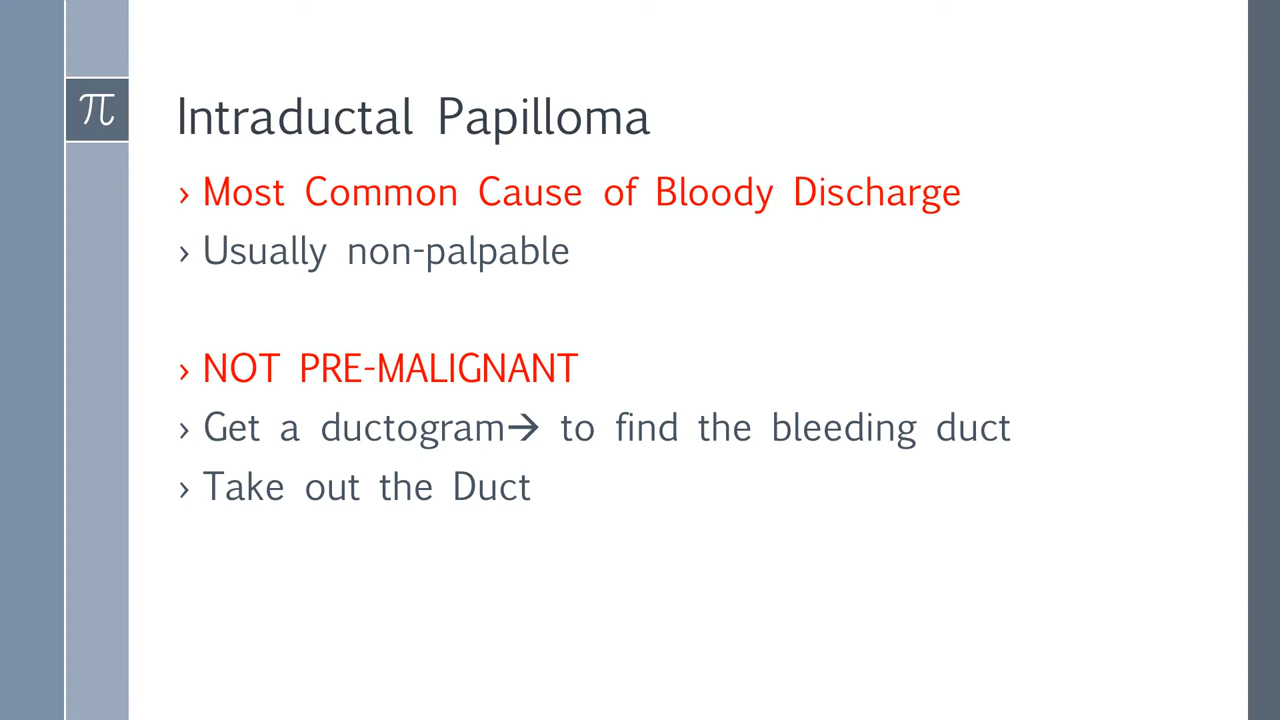 π
Intraductal Papilloma
› Most Common Cause of Bloody Discharge
› Usually non-palpable
› NOT PRE-MALIGNANT
› Get a ductogram→ to find the bleeding duct
› Take out the Duct